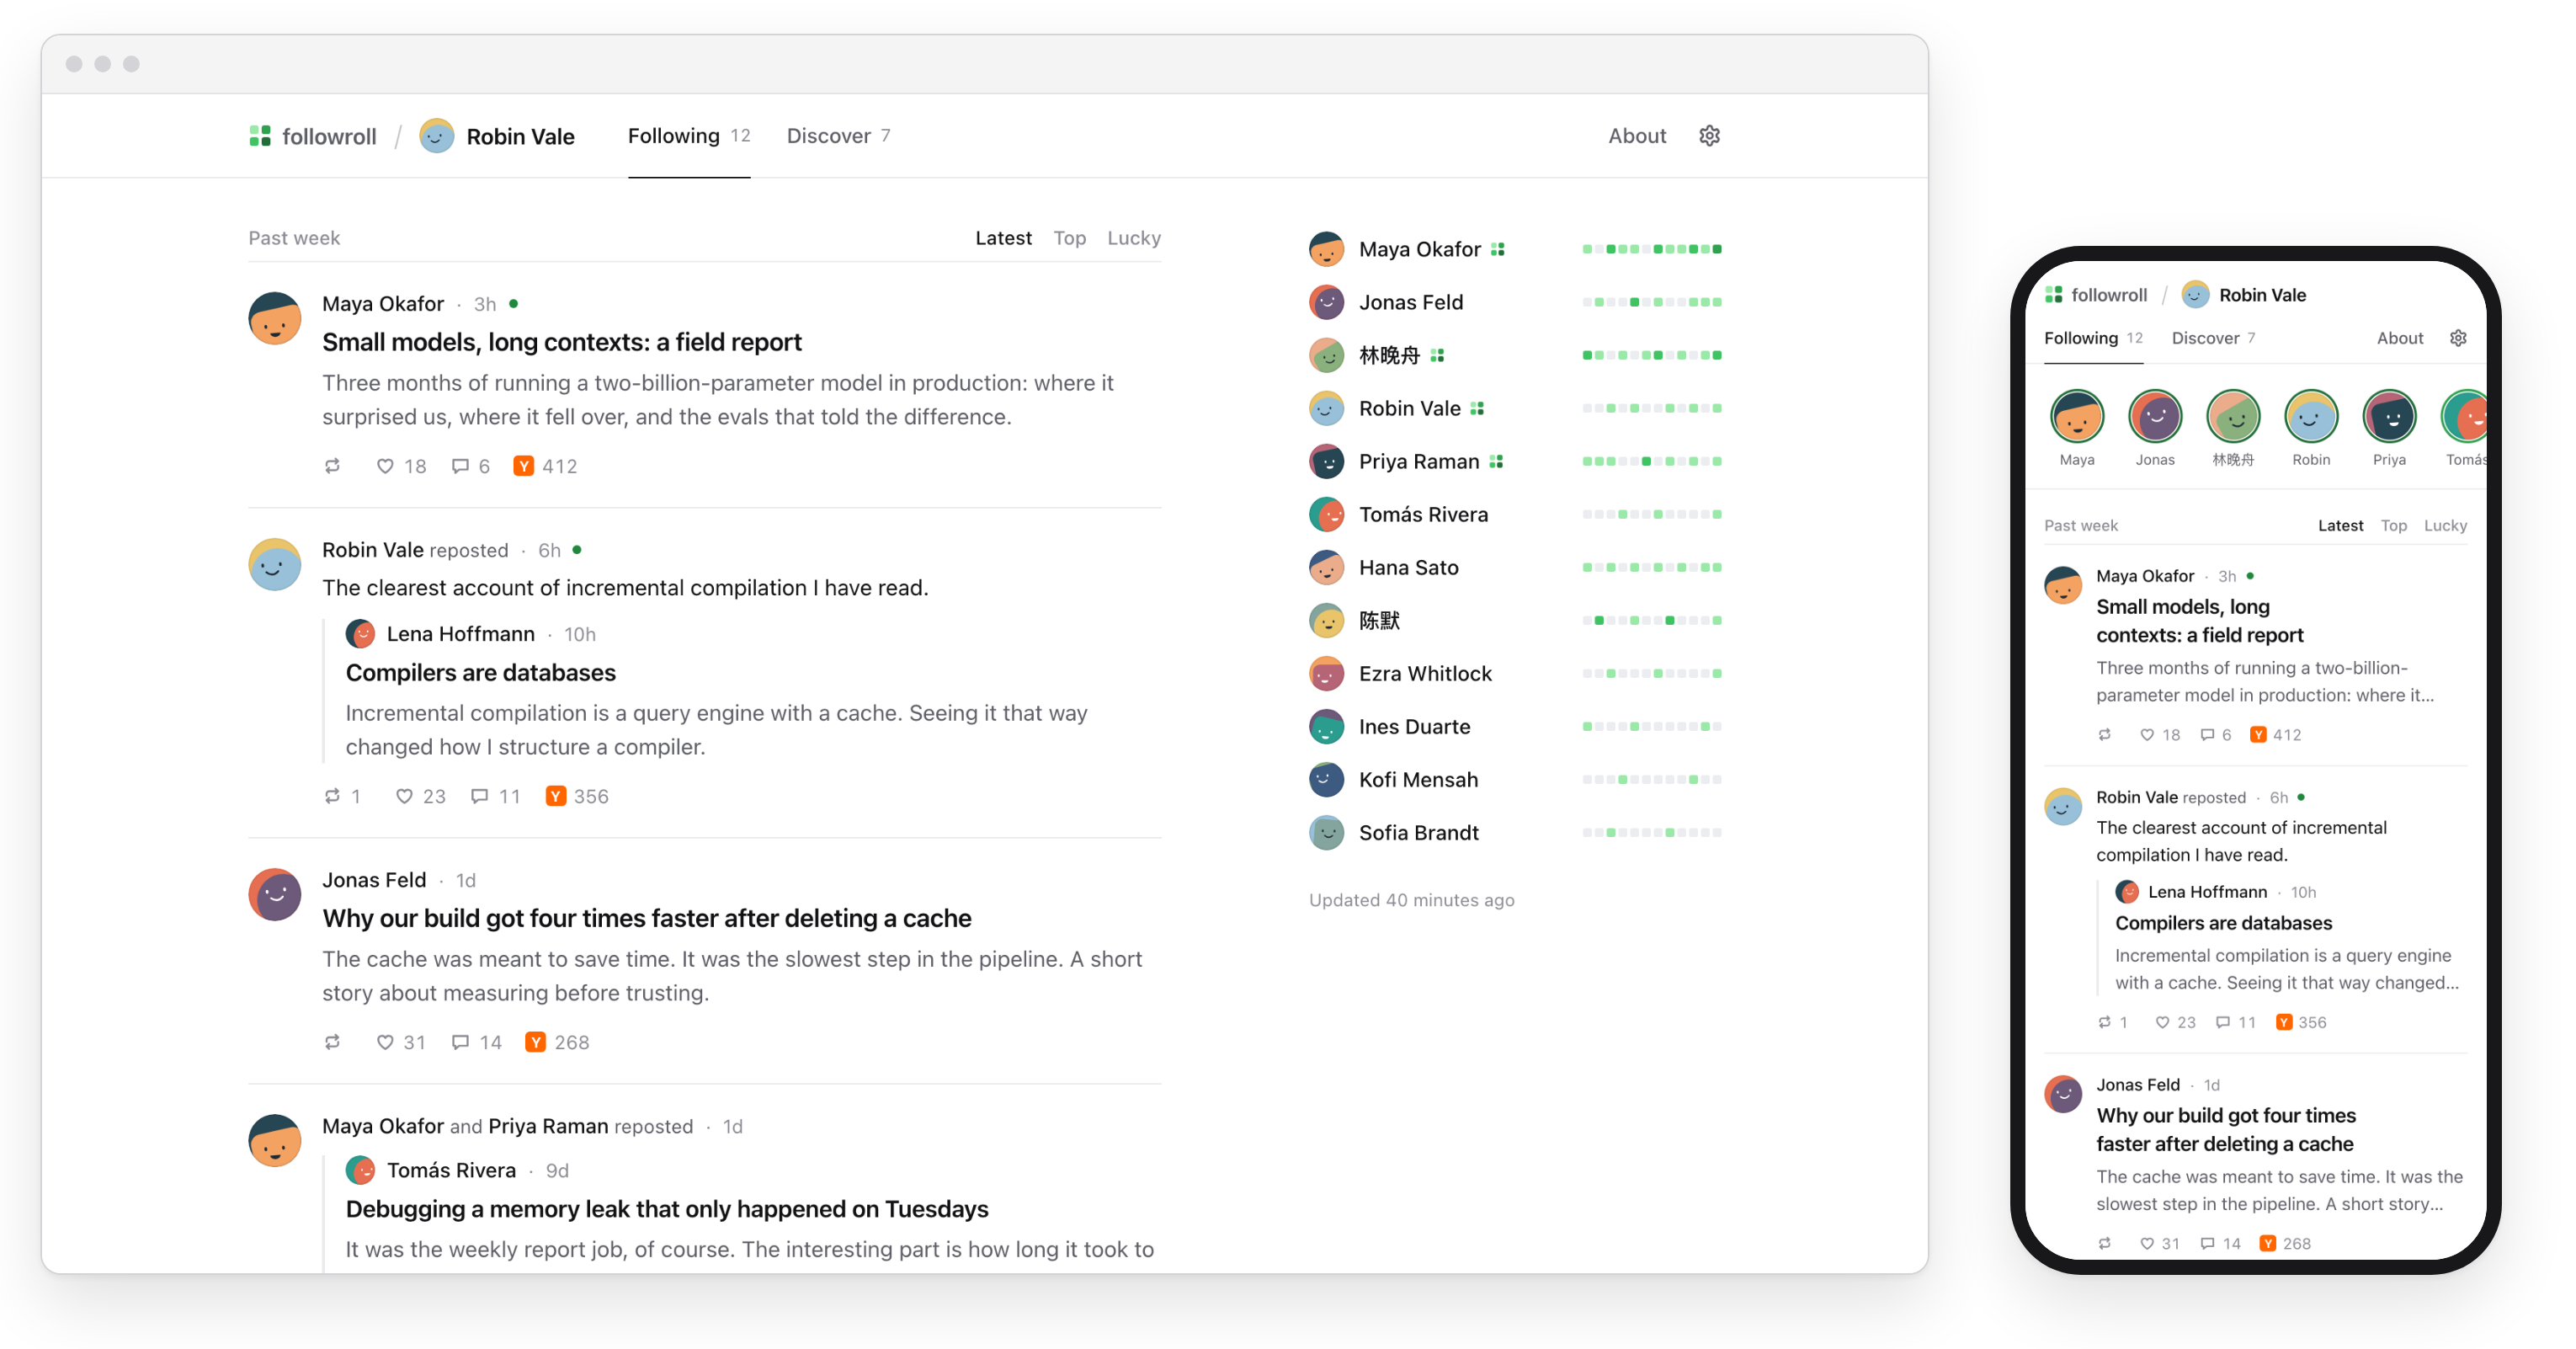 followroll / Robin Vale Following 12 Discover 7 About
Past week Latest Top Lucky
Maya Okafor · 3h
Small models, long contexts: a field report
Three months of running a two-billion-parameter model in production: where it
surprised us, where it fell over, and the evals that told the difference.
18 6 Y 412
Robin Vale reposted · 6h
The clearest account of incremental compilation I have read.
Lena Hoffmann · 10h
Compilers are databases
Incremental compilation is a query engine with a cache. Seeing it that way
changed how I structure a compiler.
1 23 11 Y 356
Jonas Feld · 1d
Why our build got four times faster after deleting a cache
The cache was meant to save time. It was the slowest step in the pipeline. A short
story about measuring before trusting.
31 14 Y 268
Maya Okafor and Priya Raman reposted · 1d
Tomás Rivera · 9d
Debugging a memory leak that only happened on Tuesdays
It was the weekly report job, of course. The interesting part is how long it took to
Maya Okafor
Jonas Feld
林晚舟
Robin Vale
Priya Raman
Tomás Rivera
Hana Sato
陈默
Ezra Whitlock
Ines Duarte
Kofi Mensah
Sofia Brandt
Updated 40 minutes ago
followroll / Robin Vale
Following 12 Discover 7 About
Maya Jonas 林晚舟 Robin Priya Tomás
Past week Latest Top Lucky
Maya Okafor · 3h
Small models, long
contexts: a field report
Three months of running a two-billion-
parameter model in production: where it...
18 6 Y 412
Robin Vale reposted · 6h
The clearest account of incremental
compilation I have read.
Lena Hoffmann · 10h
Compilers are databases
Incremental compilation is a query engine
with a cache. Seeing it that way changed...
1 23 11 Y 356
Jonas Feld · 1d
Why our build got four times
faster after deleting a cache
The cache was meant to save time. It was the
slowest step in the pipeline. A short story...
31 14 Y 268